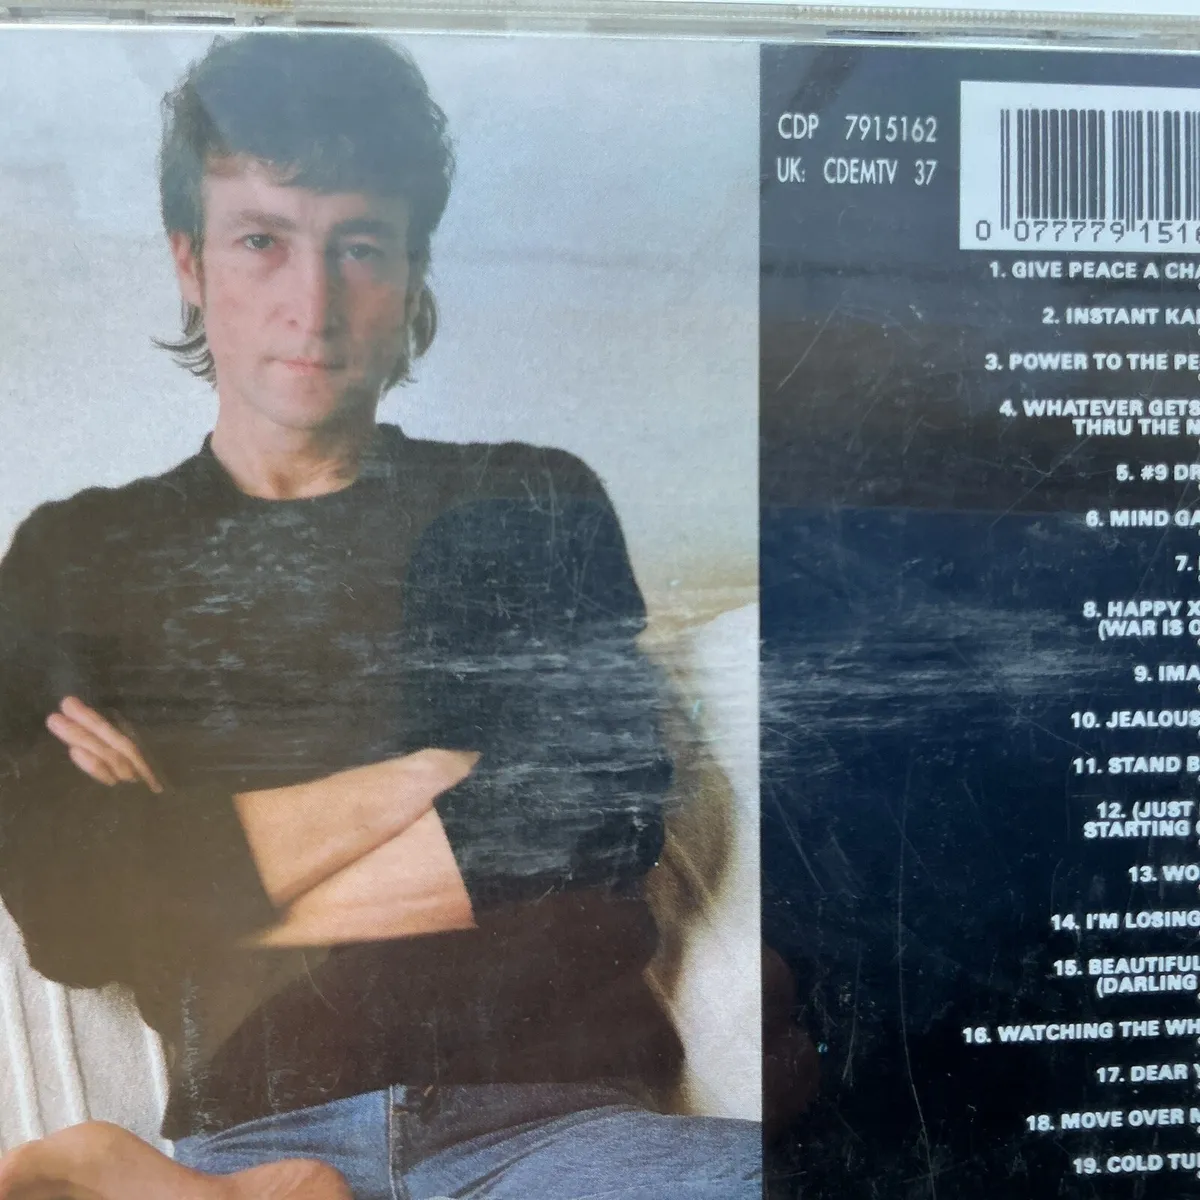 CDP 7915162
UK: CDEMTV 37
0 077779 151
1. GIVE PEACE A CHA
2. INSTANT KA
3. POWER TO THE PE
4. WHATEVER GETS
THRU THE N
5. #9 DR
6. MIND GA
7.
8. HAPPY X
(WAR IS O
9. IMA
10. JEALOUS
11. STAND B
12. (JUST
STARTING
13. WO
14. I'M LOSING
15. BEAUTIFUL
(DARLING
16. WATCHING THE WH
17. DEAR Y
18. MOVE OVER M
19. COLD TU